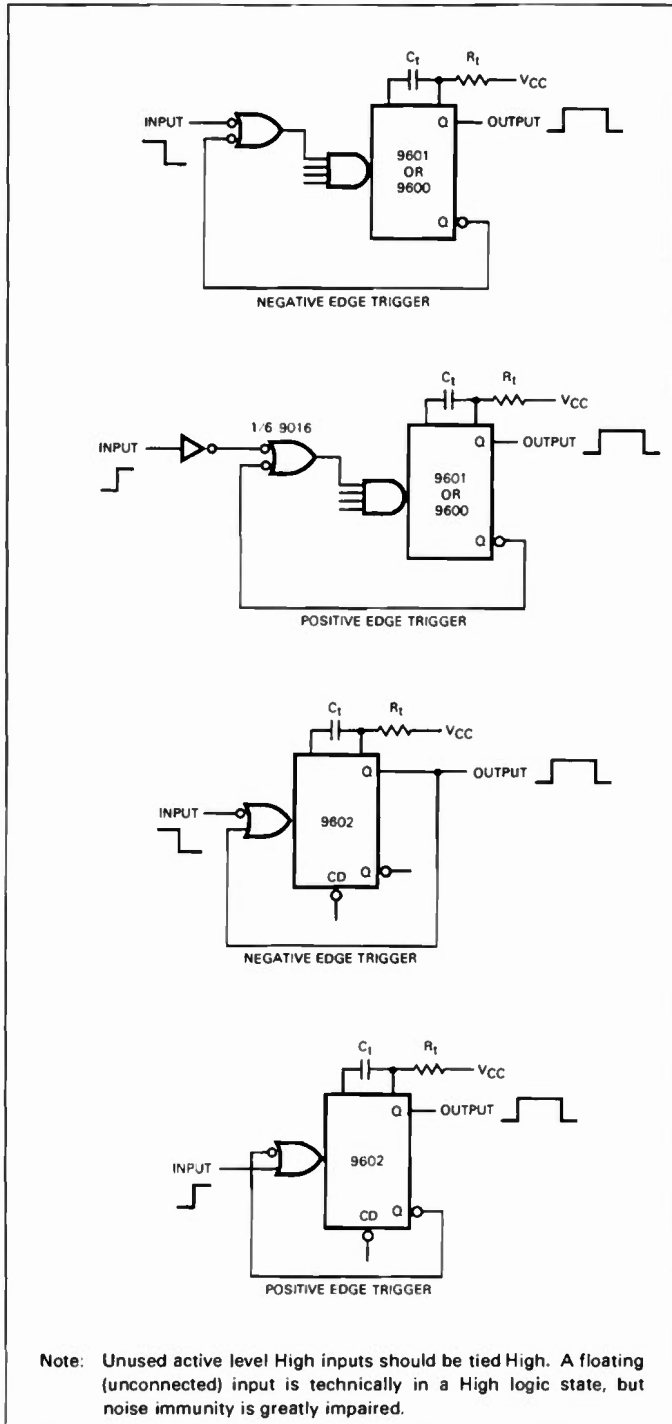 Ct Rt VCC
INPUT
Q OUTPUT
9601
OR
9600
Q
NEGATIVE EDGE TRIGGER
Ct Rt VCC
1/6 9016
INPUT
Q OUTPUT
9601
OR
9600
Q
POSITIVE EDGE TRIGGER
Ct Rt VCC
Q OUTPUT
INPUT
9602
CD Q
NEGATIVE EDGE TRIGGER
Ct Rt VCC
Q OUTPUT
INPUT
9602
CD Q
POSITIVE EDGE TRIGGER
Note: Unused active level High inputs should be tied High. A floating
(unconnected) input is technically in a High logic state, but
noise immunity is greatly impaired.